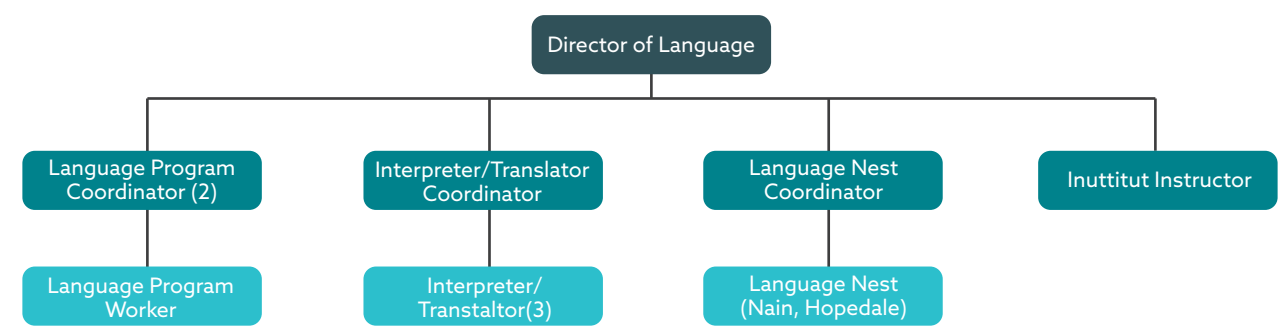 Director of Language
Language Program
Coordinator (2)
Interpreter/Translator
Coordinator
Language Nest
Coordinator
Inuttitut Instructor
Language Program
Worker
Interpreter/
Transtaltor(3)
Language Nest
(Nain, Hopedale)